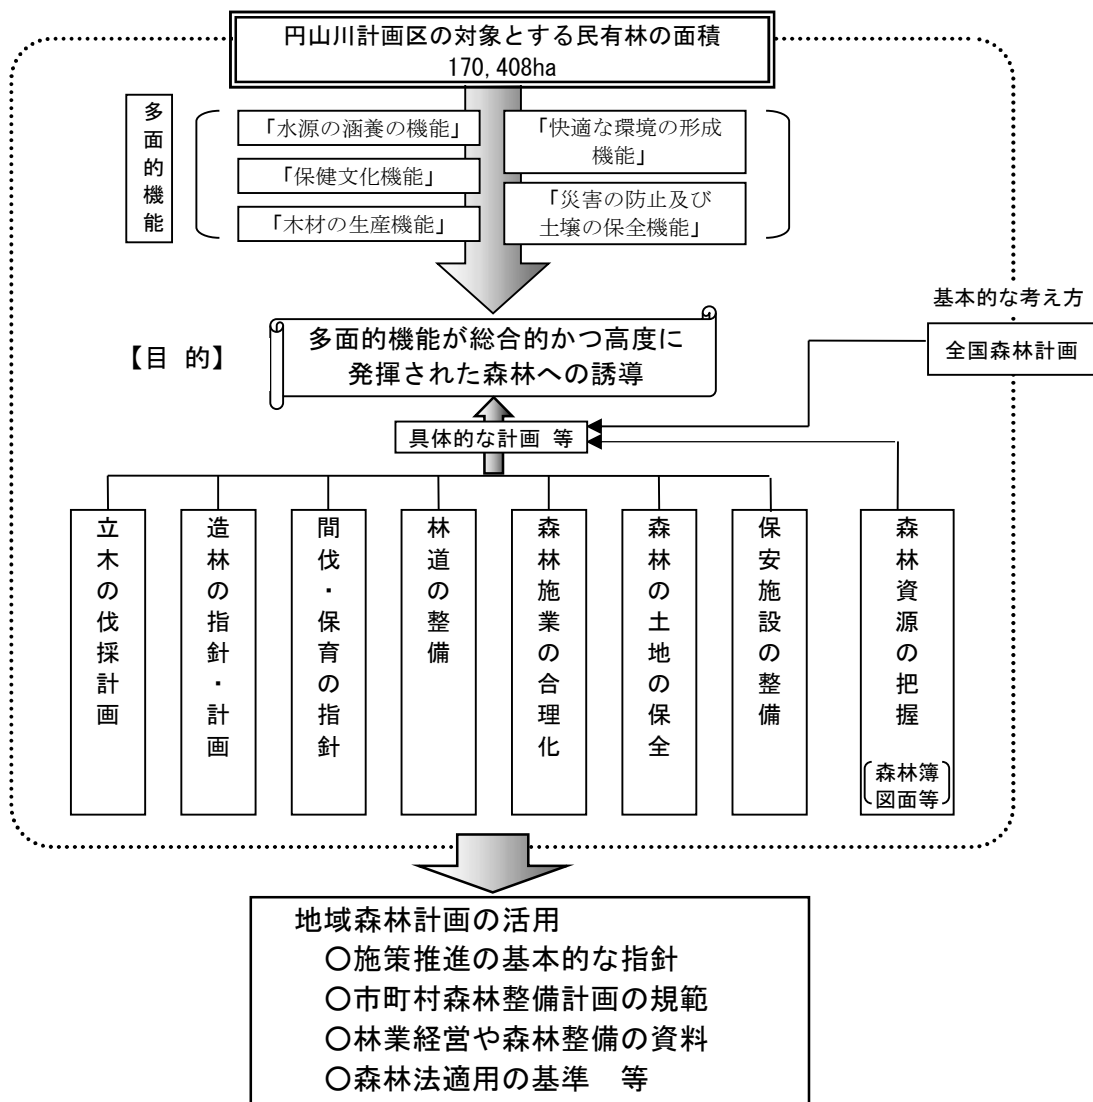 円山川計画区の対象とする民有林の面積
170,408ha
多面的機能
「水源の涵養の機能」
「保健文化機能」
「木材の生産機能」
「快適な環境の形成
機能」
「災害の防止及び
土壌の保全機能」
基本的な考え方
全国森林計画
【目 的】
多面的機能が総合的かつ高度に
発揮された森林への誘導
具体的な計画 等
立木の伐採計画
造林の指針・計画
間伐・保育の指針
林道の整備
森林施業の合理化
森林の土地の保全
保安施設の整備
森林資源の把握
森林簿
図面等
地域森林計画の活用
○施策推進の基本的な指針
○市町村森林整備計画の規範
○林業経営や森林整備の資料
○森林法適用の基準 等